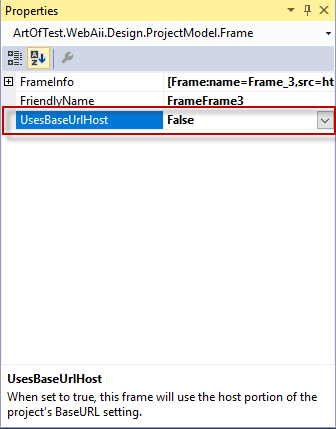 Properties
ArtOfTest.WebAii.Design.ProjectModel.Frame
FrameInfo [Frame:name=Frame_3,src=ht
FriendlyName FrameFrame3
UsesBaseUrlHost False
UsesBaseUrlHost
When set to true, this frame will use the host portion of the
project's BaseURL setting.